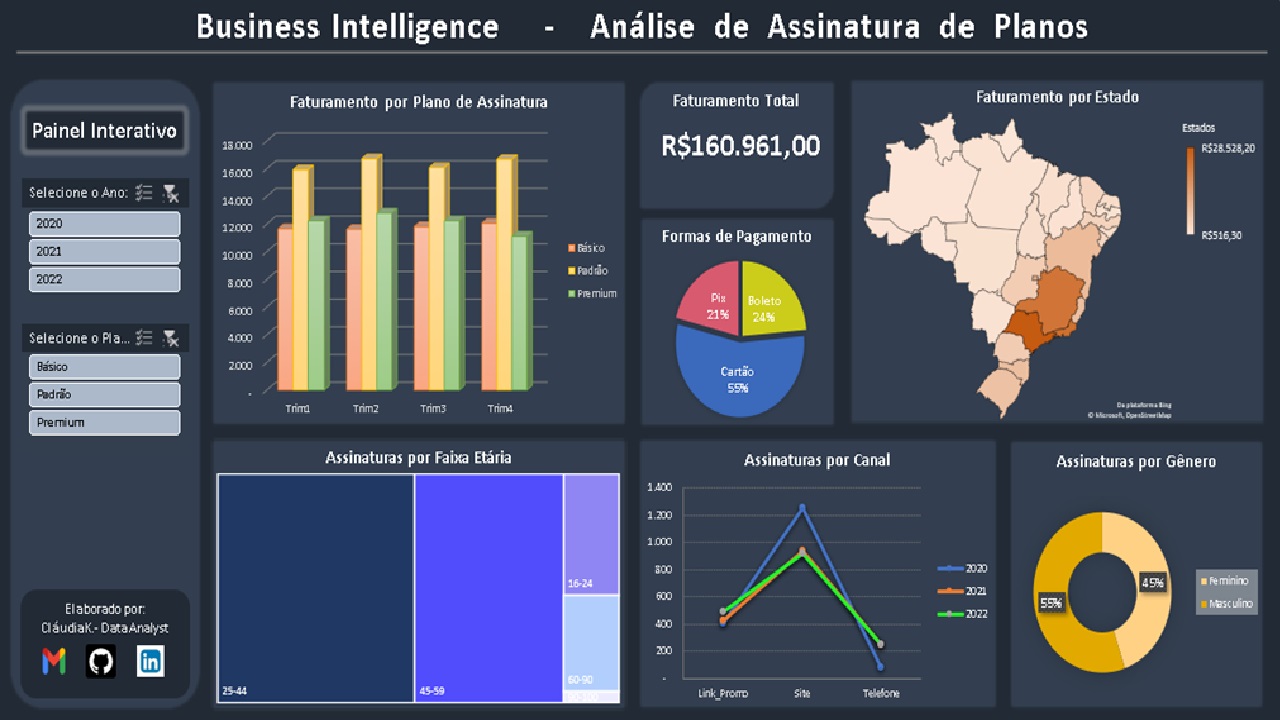 Business Intelligence - Análise de Assinatura de Planos
Painel Interativo
Selecione o Ano:
2020
2021
2022
Selecione o Pla...
Básico
Padrão
Premium
Elaborado por:
Cláudia K.- Data Analyst
Faturamento por Plano de Assinatura
18.000
16.000
14.000
12.000
10.000
8.000
6.000
4.000
2.000
-
Trim1
Trim2
Trim3
Trim4
Básico
Padrão
Premium
Faturamento Total
R$160.961,00
Formas de Pagamento
Pix
21%
Boleto
24%
Cartão
55%
Faturamento por Estado
Estados
R$28.528,20
R$516,30
Da plataforma Bing
© Microsoft, OpenStreetMap
Assinaturas por Faixa Etária
25-44
45-59
16-24
60-90
Assinaturas por Canal
1.400
1.200
1.000
800
600
400
200
-
Link_Promo
Site
Telefone
2020
2021
2022
Assinaturas por Gênero
45%
55%
Feminino
Masculino